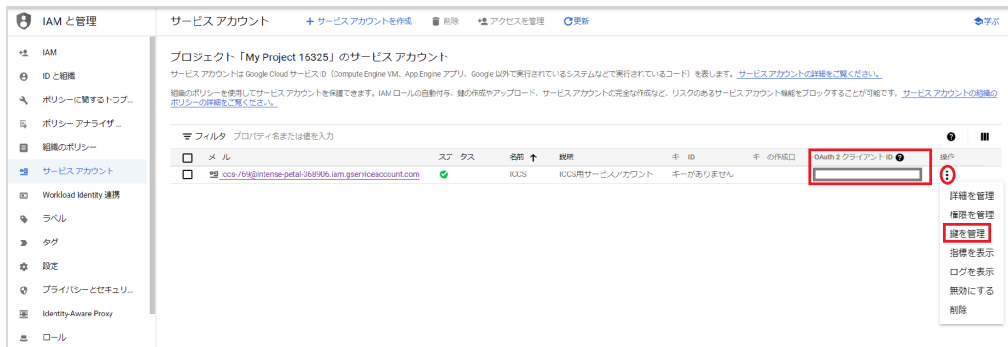 IAM と管理
サービス アカウント
+ サービス アカウントを作成
削除
アクセスを管理
更新
学ぶ
IAM
ID と組織
ポリシーに関するトラブ...
ポリシー アナライザ...
組織のポリシー
サービス アカウント
Workload Identity 連携
ラベル
タグ
設定
プライバシーとセキュリ...
Identity-Aware Proxy
ロール
プロジェクト「My Project 16325」のサービス アカウント
サービス アカウントは Google Cloud サービス ID（Compute Engine VM、App Engine アプリ、Google 以外で実行されているシステムなどで実行されているコード）を表します。 サービス アカウントの詳細をご覧ください。
組織のポリシーを使用してサービス アカウントを保護できます。IAM ロールの自動付与、鍵の作成やアップロード、サービス アカウントの完全な作成など、リスクのあるサービス アカウント機能をブロックすることが可能です。 サービス アカウントの組織の
ポリシーの詳細をご覧ください。
フィルタ プロパティ名または値を入力
メ ル ステ タス 名前 ↑ 説明 キ ID キ の作成 OAuth 2 クライアント ID 操作
iccs-769@intense-petal-368906.iam.gserviceaccount.com ICCS ICCS用サービスアカウント キーがありません
詳細を管理
権限を管理
鍵を管理
指標を表示
ログを表示
無効にする
削除